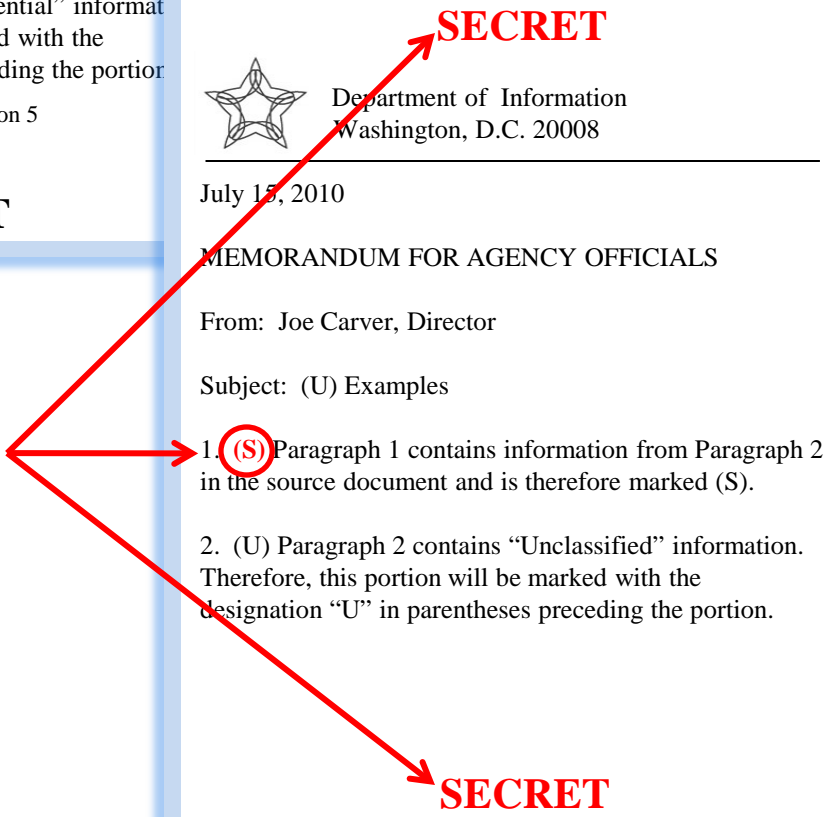 ential” informat
d with the
ding the portion
on 5
T
SECRET
Department of Information
Washington, D.C. 20008
July 15, 2010
MEMORANDUM FOR AGENCY OFFICIALS
From: Joe Carver, Director
Subject: (U) Examples
1. (S) Paragraph 1 contains information from Paragraph 2
in the source document and is therefore marked (S).
2. (U) Paragraph 2 contains “Unclassified” information.
Therefore, this portion will be marked with the
designation “U” in parentheses preceding the portion.
SECRET